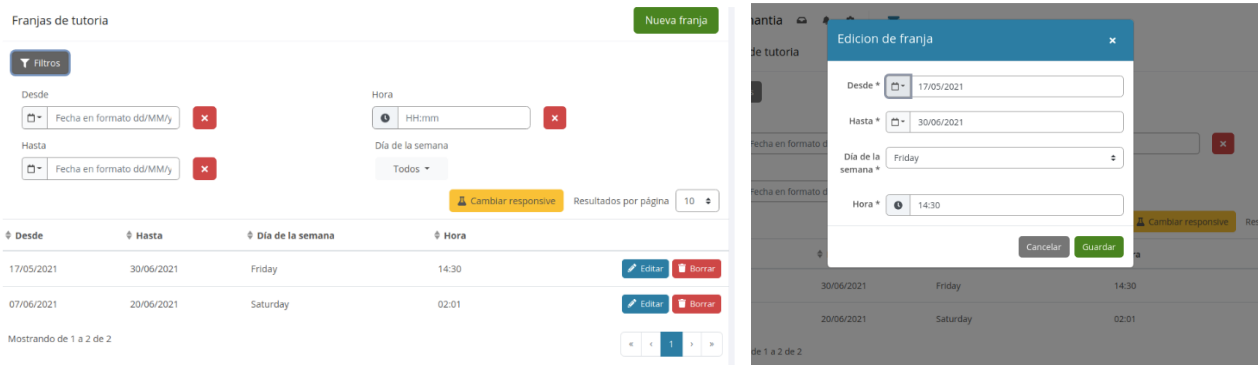 Franjas de tutoria
Nueva franja
Filtros
Desde
Hora
Fecha en formato dd/MM/y
HH:mm
Hasta
Día de la semana
Fecha en formato dd/MM/y
Todos
Cambiar responsive Resultados por página 10
Desde Hasta Día de la semana Hora
17/05/2021 30/06/2021 Friday 14:30 Editar Borrar
07/06/2021 20/06/2021 Saturday 02:01 Editar Borrar
Mostrando de 1 a 2 de 2
« ‹ 1 › »
de tutoria
Edicion de franja
Desde * 17/05/2021
Hasta * 30/06/2021
Fecha en formato d
Día de la
semana *
Friday
Fecha en formato d
Hora * 14:30
Cambiar responsive Res
Cancelar Guardar
30/06/2021 Friday 14:30
20/06/2021 Saturday 02:01
de 1 a 2 de 2